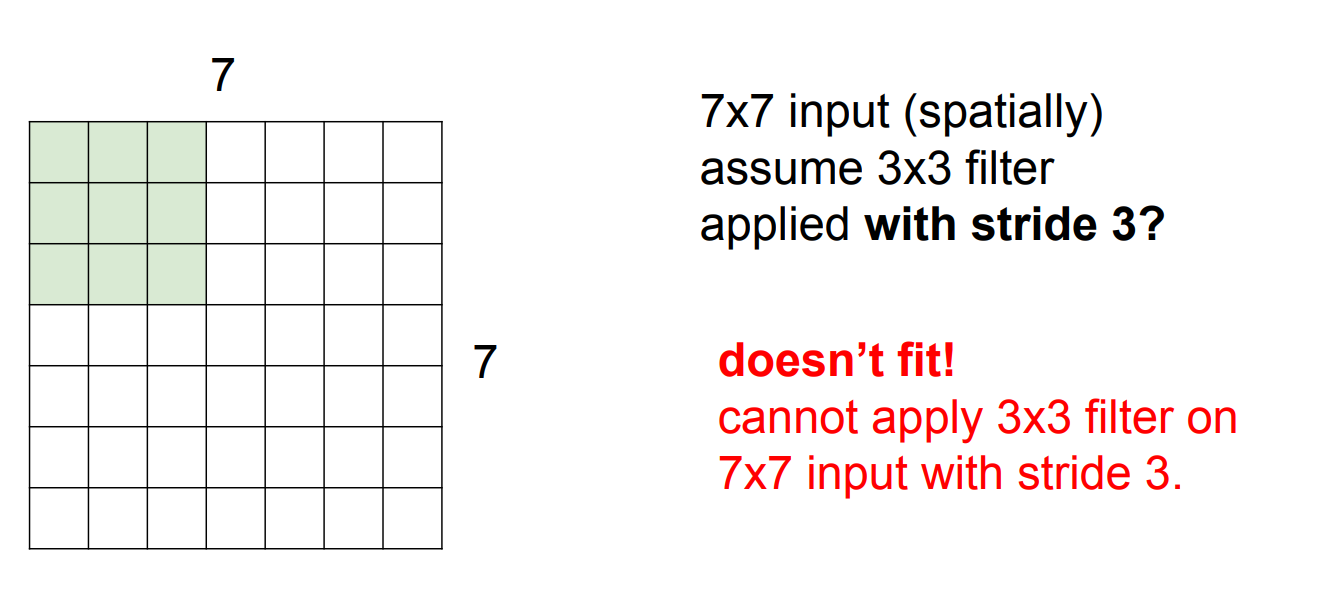 7
7x7 input (spatially)
assume 3x3 filter
applied with stride 3?
7
doesn’t fit!
cannot apply 3x3 filter on
7x7 input with stride 3.